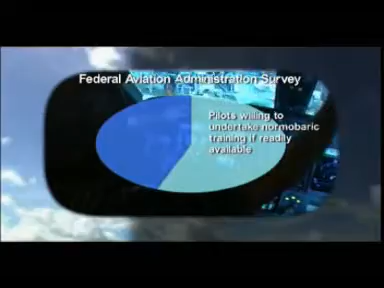 Federal Aviation Administration Survey
Pilots willing to
undertake normobaric
training if readily
available